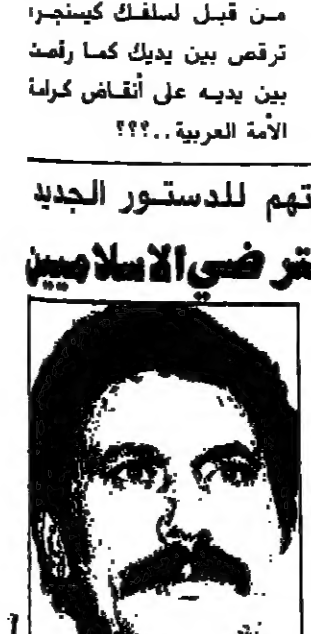 من قبل لسلفك كيسنجر،
ترقص بين يديك كما رقصت
بين يديه على أنقاض كرامة
الأمة العربية..؟؟؟
تهم للدستور الجديد
ترضي الاسلاميين